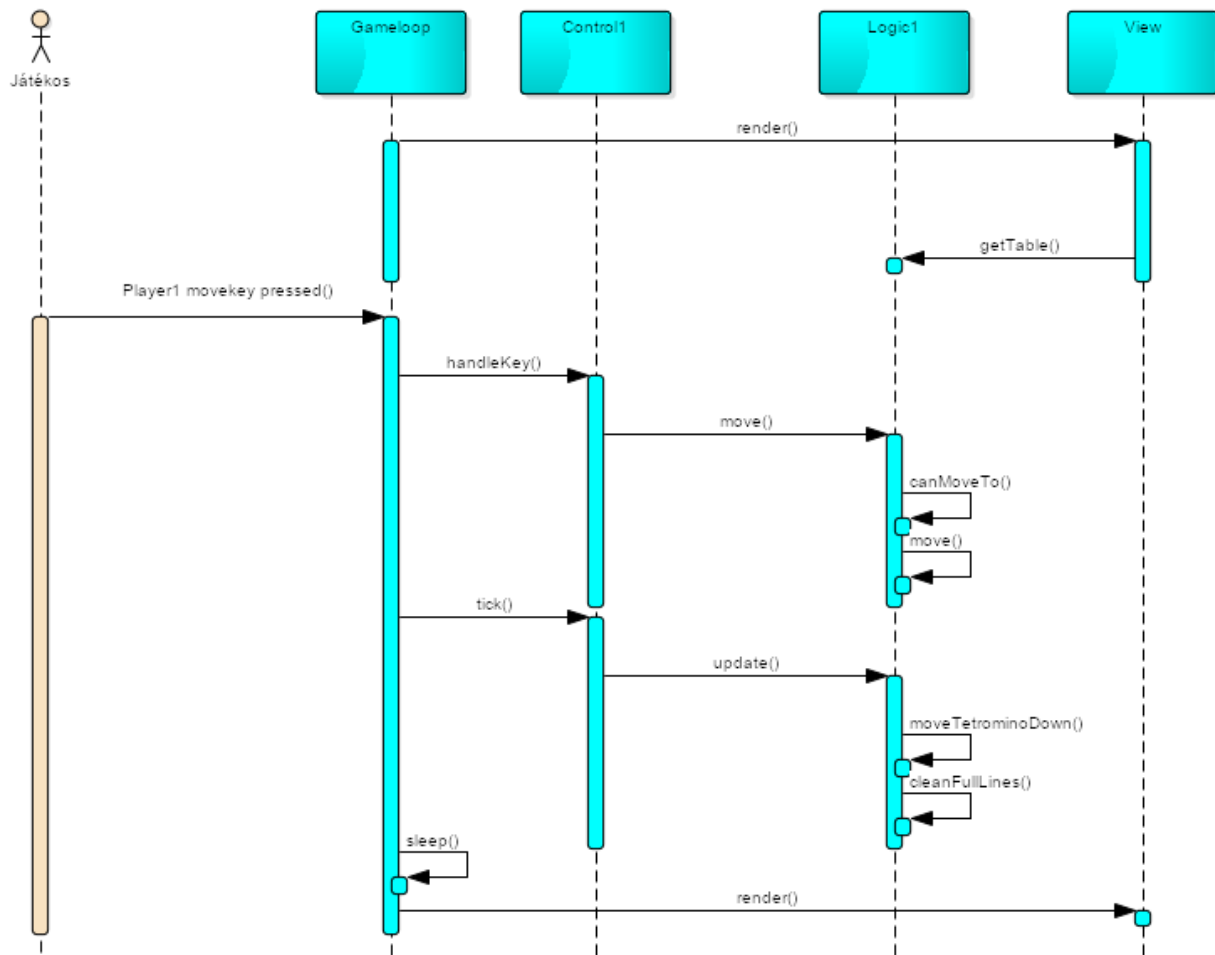 Gameloop
Control1
Logic1
View
Játékos
render()
getTable()
Player1 movekey pressed()
handleKey()
move()
canMoveTo()
move()
tick()
update()
moveTetrominoDown()
cleanFullLines()
sleep()
render()